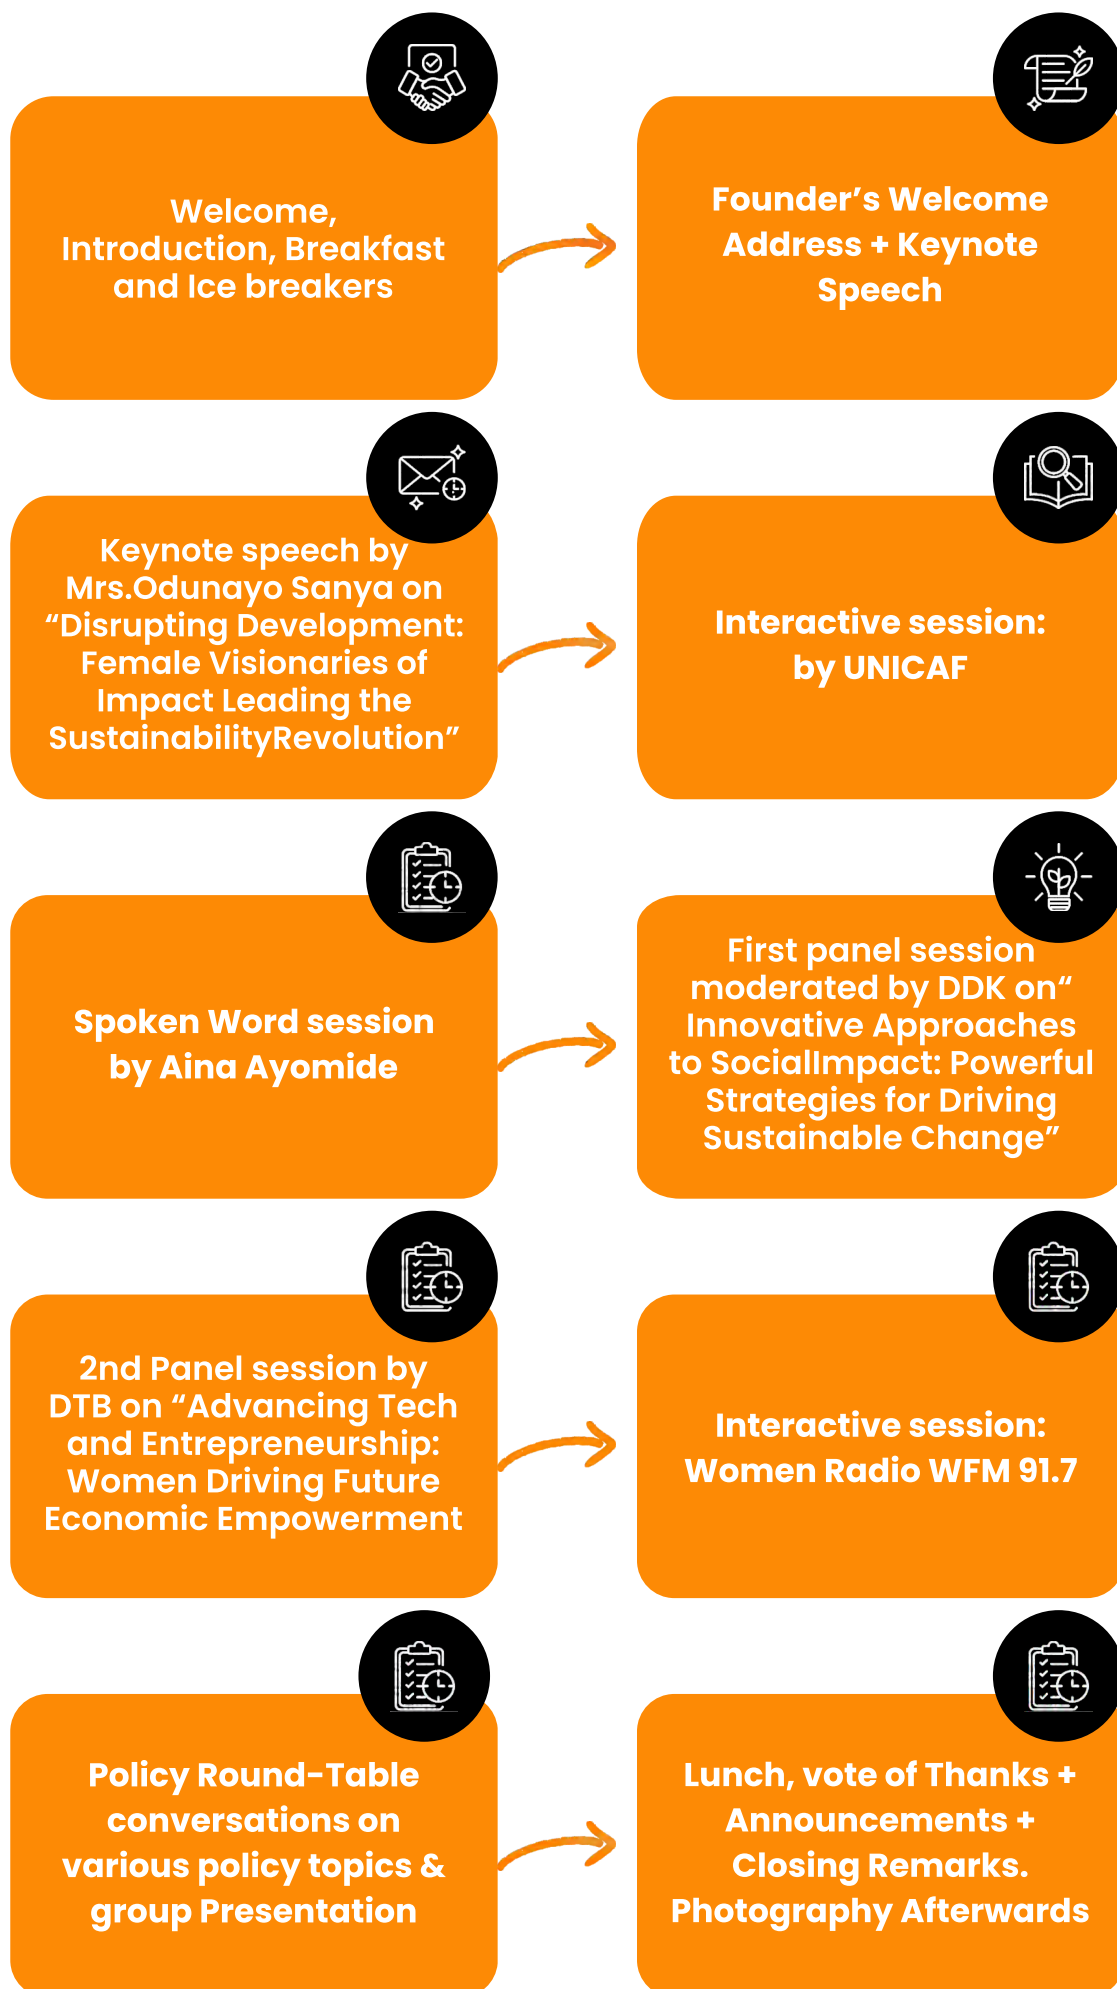 Welcome,
Introduction, Breakfast
and Ice breakers
Founder’s Welcome
Address + Keynote
Speech
Keynote speech by
Mrs.Odunayo Sanya on
“Disrupting Development:
Female Visionaries of
Impact Leading the
SustainabilityRevolution”
Interactive session:
by UNICAF
Spoken Word session
by Aina Ayomide
First panel session
moderated by DDK on“
Innovative Approaches
to SocialImpact: Powerful
Strategies for Driving
Sustainable Change”
2nd Panel session by
DTB on “Advancing Tech
and Entrepreneurship:
Women Driving Future
Economic Empowerment
Interactive session:
Women Radio WFM 91.7
Policy Round-Table
conversations on
various policy topics &
group Presentation
Lunch, vote of Thanks +
Announcements +
Closing Remarks.
Photography Afterwards